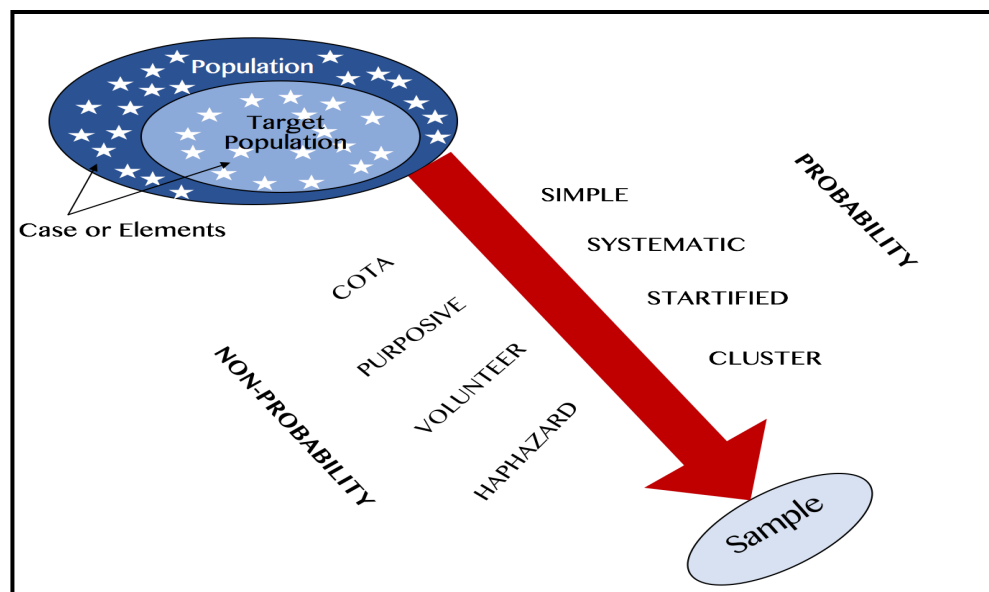 Population
Target
Population
Case or Elements
SIMPLE
SYSTEMATIC
STARTIFIED
CLUSTER
PROBABILITY
COTA
PURPOSIVE
VOLUNTEER
HAPHAZARD
NON-PROBABILITY
Sample